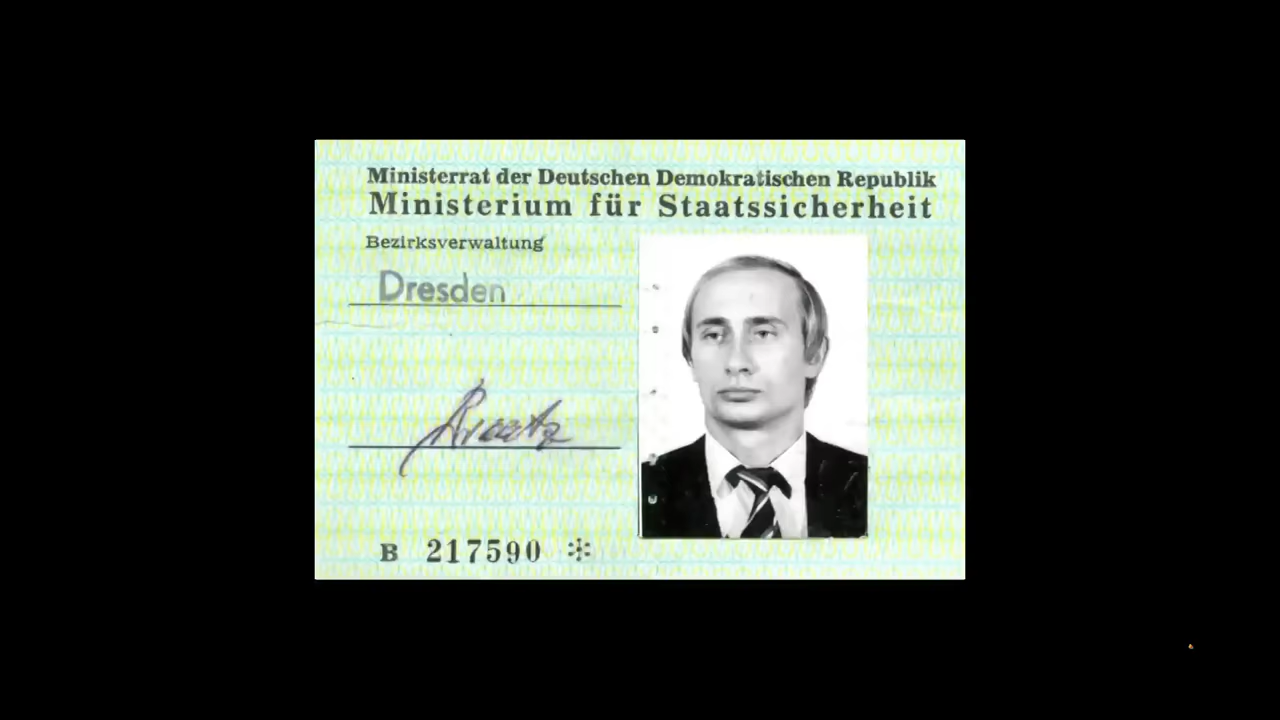 Ministerrat der Deutschen Demokratischen Republik
Ministerium für Staatssicherheit
Bezirksverwaltung
Dresden
B 217590 ✻